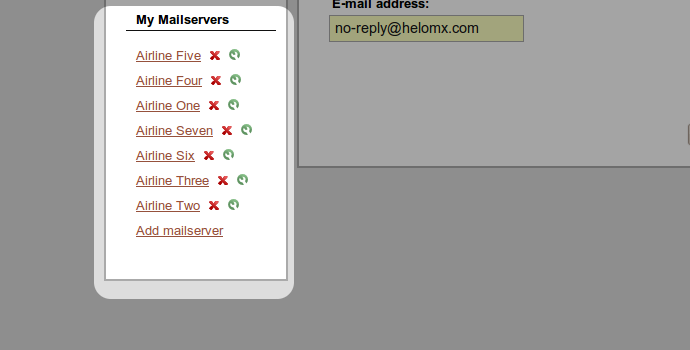 My Mailservers
Airline Five
Airline Four
Airline One
Airline Seven
Airline Six
Airline Three
Airline Two
Add mailserver
E-mail address:
no-reply@helomx.com